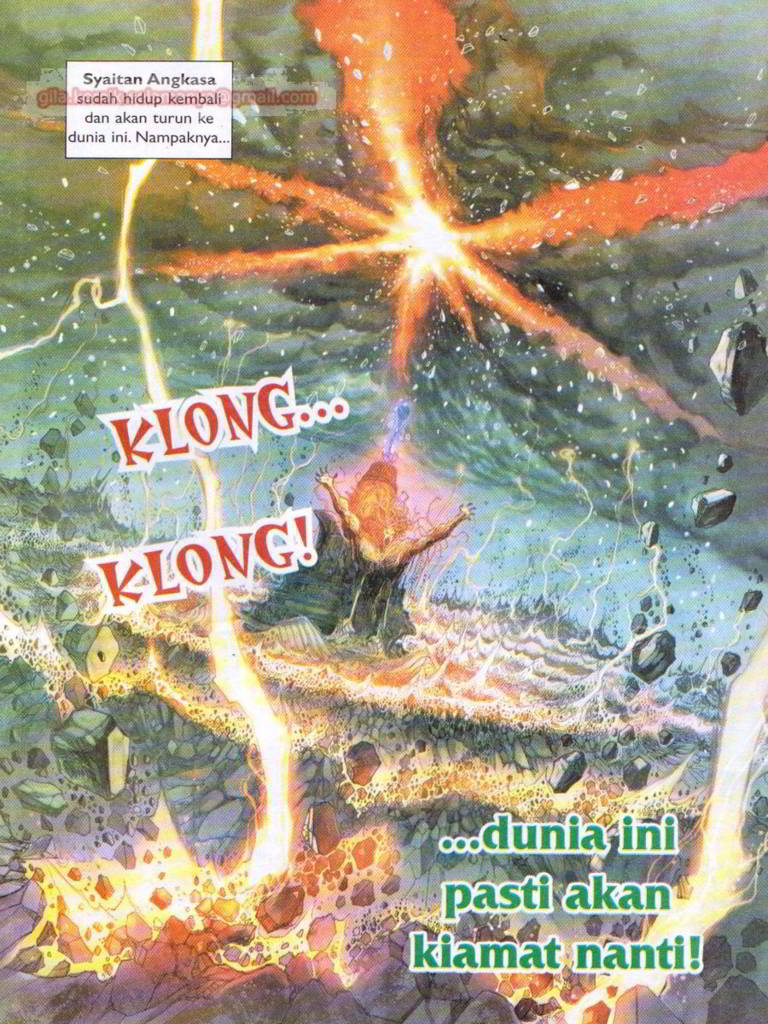 Syaitan Angkasa
sudah hidup kembali
dan akan turun ke
dunia ini. Nampaknya...
KLONG...
KLONG!
...dunia ini
pasti akan
kiamat nanti!